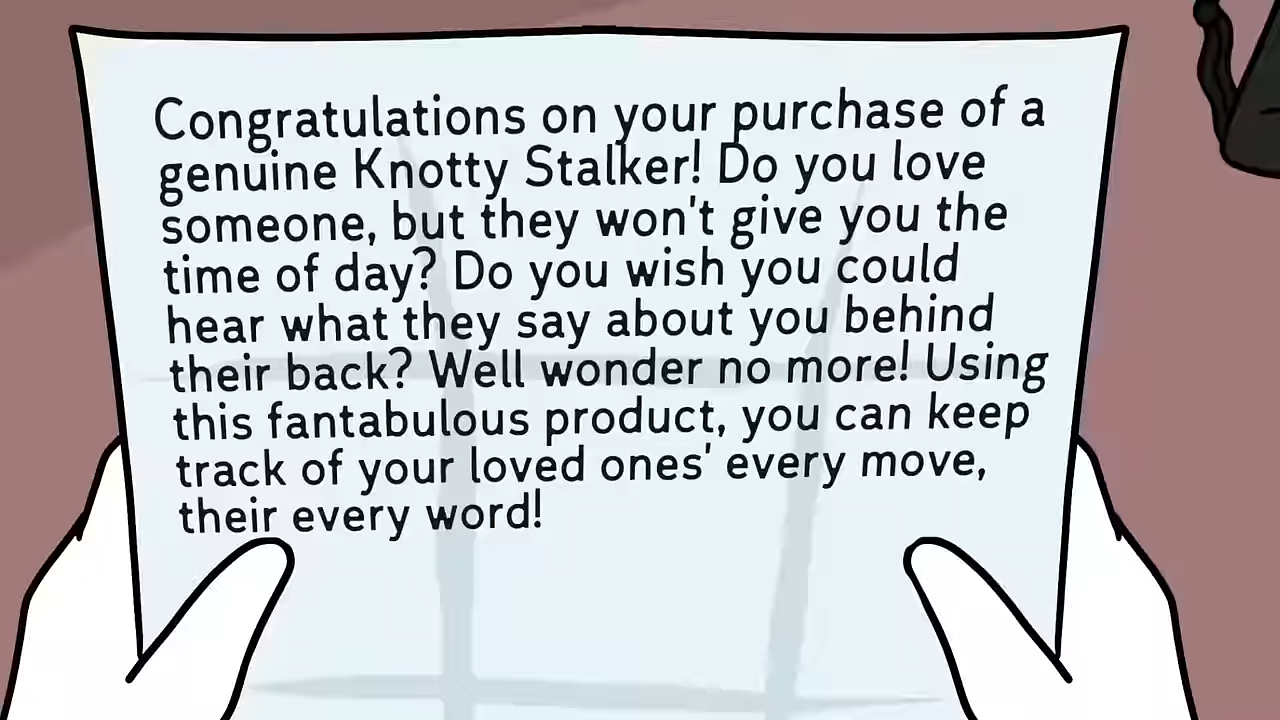 Congratulations on your purchase of a
genuine Knotty Stalker! Do you love
someone, but they won't give you the
time of day? Do you wish you could
hear what they say about you behind
their back? Well wonder no more! Using
this fantabulous product, you can keep
track of your loved ones' every move,
their every word!